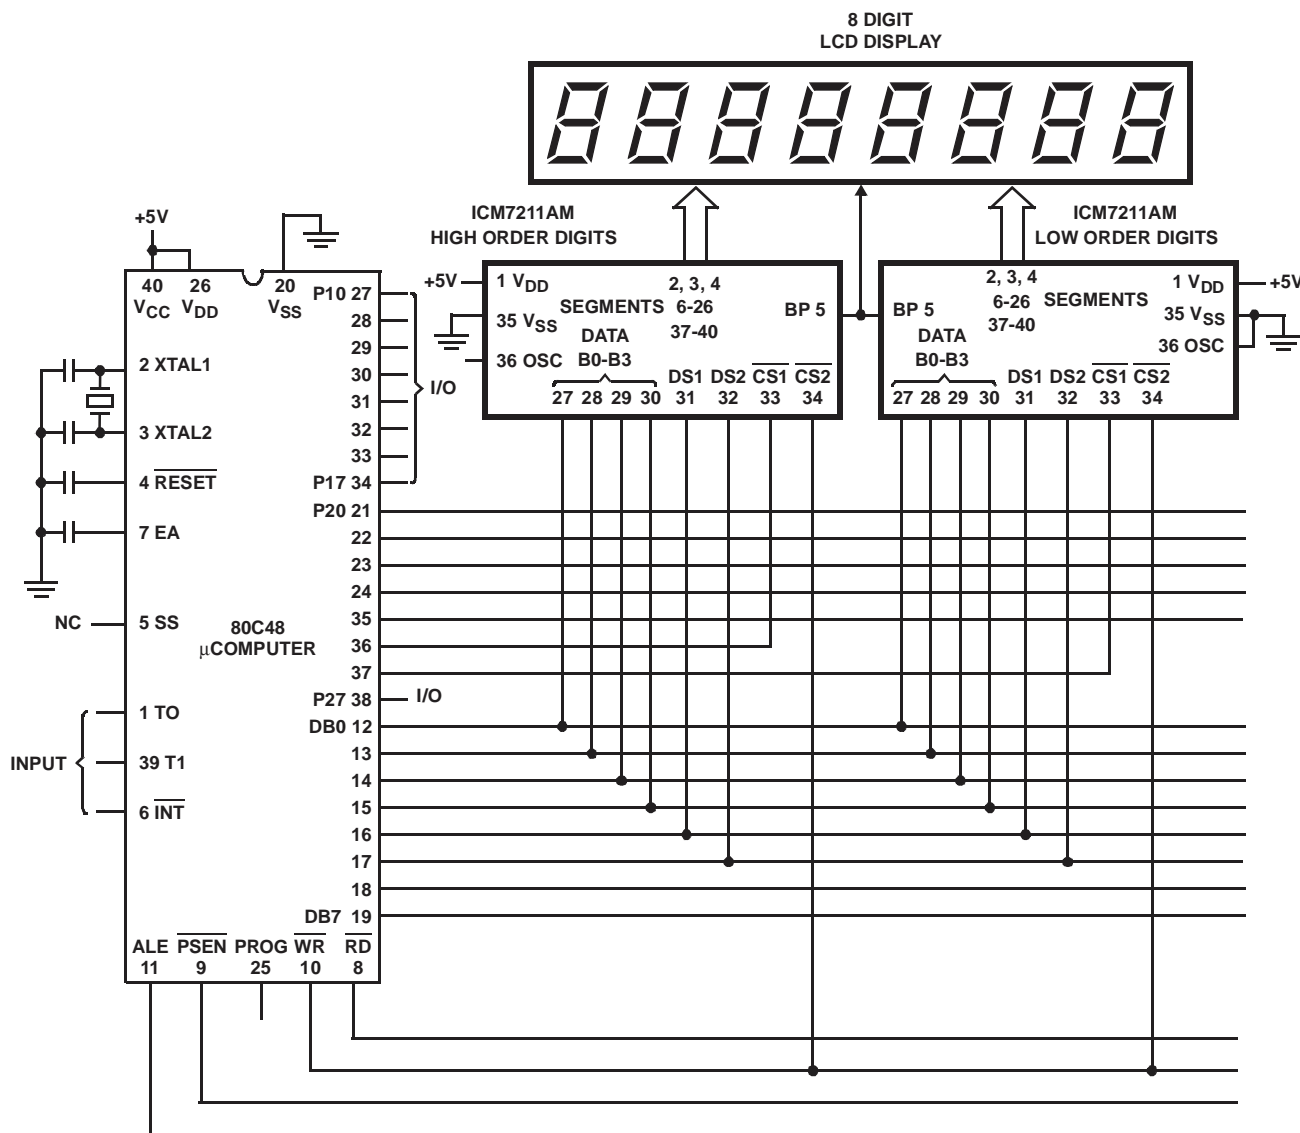 8 DIGIT
LCD DISPLAY
ICM7211AM
HIGH ORDER DIGITS
ICM7211AM
LOW ORDER DIGITS
+5V
+5V
1 VDD
SEGMENTS
2, 3, 4
6-26
37-40
35 VSS
DATA
B0-B3
36 OSC
BP 5
DS1 DS2 CS1 CS2
27 28 29 30 31 32 33 34
BP 5
2, 3, 4
6-26
37-40
SEGMENTS
1 VDD
+5V
35 VSS
36 OSC
DATA
B0-B3
DS1 DS2 CS1 CS2
27 28 29 30 31 32 33 34
40
VCC
26
VDD
20
VSS
P10 27
28
29
30
31
32
33
P17 34
I/O
2 XTAL1
3 XTAL2
4 RESET
7 EA
NC
5 SS
80C48
µCOMPUTER
INPUT
1 TO
39 T1
6 INT
P20 21
22
23
24
35
36
37
P27 38
I/O
DB0 12
13
14
15
16
17
18
DB7 19
ALE PSEN PROG WR RD
11 9 25 10 8